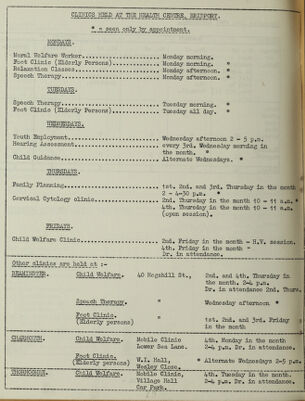 CLINICS HELD AT THE HEALTH CENTRE, BRIDPORT.
* = seen only by appointment.
MONDAYS.
Moral Welfare Worker.................. Monday morning.
Foot Clinic (Elderly Persons)......... Monday morning. *
Relaxation Classes.................... Monday afternoon. *
Speech Therapy........................ Monday afternoon. *
TUESDAYS.
Speech Therapy........................ Tuesday morning. *
Foot Clinic (Elderly Persons)......... Tuesday all day. *
WEDNESDAYS.
Youth Employment...................... Wednesday afternoon 2 - 5 p.m.
Hearing Assessment.................... every 3rd. Wednesday morning in
the month. *
Child Guidance........................ Alternate Wednesdays. *
THURSDAYS.
Family Planning....................... 1st. 2nd. and 3rd. Thursday in the month
2 - 4-30 p.m. *
Cervical Cytology clinic.............. 2nd. Thursday in the month 10 - 11 a.m. *
4th. Thursday in the month 10 - 11 a.m.
(open session).
FRIDAYS.
Child Welfare Clinic.................. 2nd. Friday in the month - H.V. session.
4th. Friday in the month "
Dr. in attendance.
Other clinics are held at :-
BEAMINSTER Child Welfare. 40 Hogshill St., 2nd. and 4th. Thursday in
the month. 2-4 p.m.
Dr. in attendance 2nd. Thurs.
Speech Therapy. Wednesday afternoon *
Foot Clinic. 1st. 2nd. and 3rd. Friday
(Elderly persons) in the month
CHARMOUTH Child Welfare. Mobile Clinic 4th. Monday in the month
Lower Sea Lane. 2-4 p.m. Dr. in attendance.
Foot Clinic. W.I. Hall, * Alternate Wednesdays 2-5 p.m.
(Elderly Persons) Wesley Close.
Child Welfare. Mobile Clinic, 4th. Tuesday in the month.
Village Hall 2-4 p.m. Dr. in attendance.
Car Park.